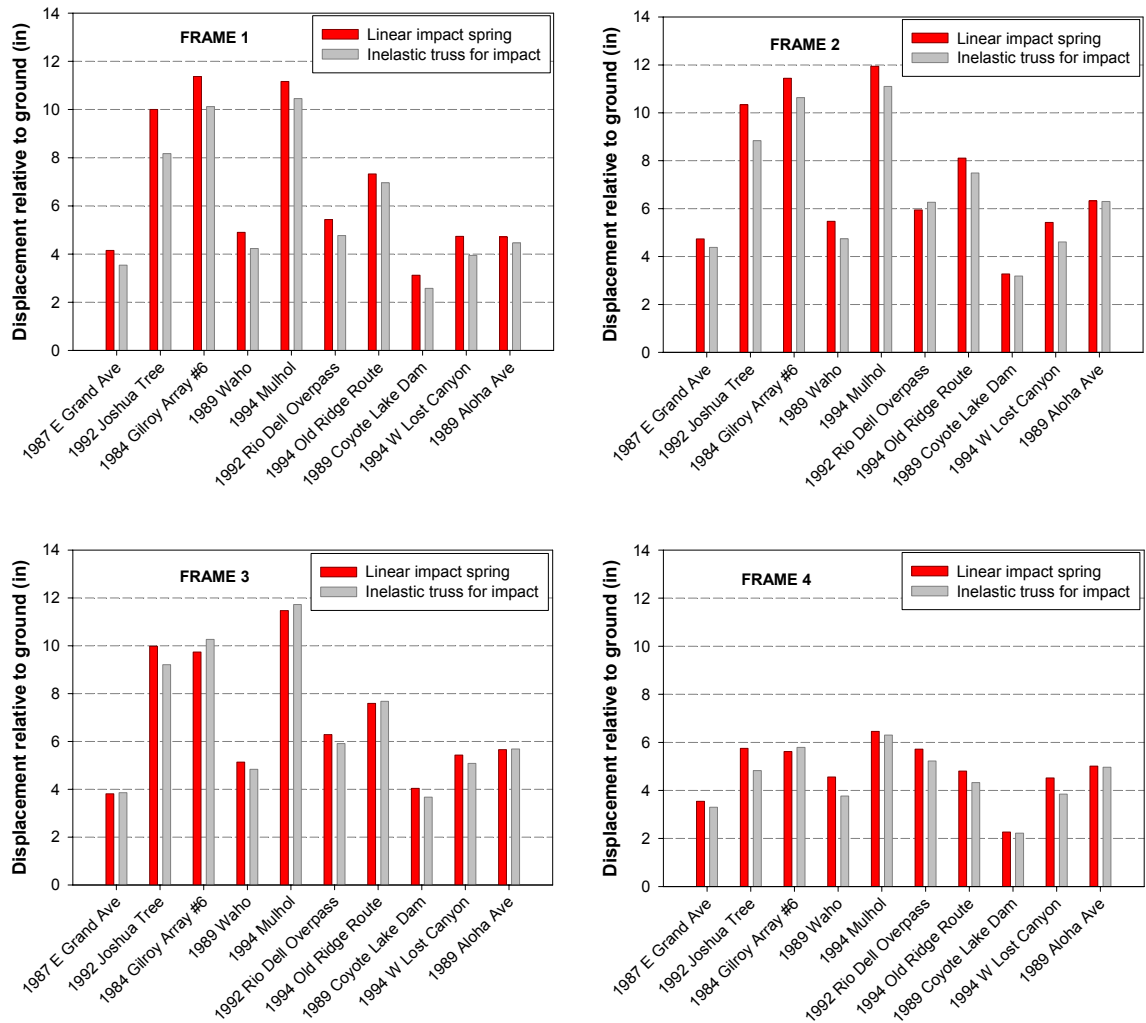 Displacement relative to ground (in)
14
12
10
8
6
4
2
0
FRAME 1
Linear impact spring
Inelastic truss for impact
1987 E Grand Ave
1992 Joshua Tree
1984 Gilroy Array #6
1989 Waho
1994 Mulhol
1992 Rio Dell Overpass
1994 Old Ridge Route
1989 Coyote Lake Dam
1994 W Lost Canyon
1989 Aloha Ave
Displacement relative to ground (in)
14
12
10
8
6
4
2
0
FRAME 2
Linear impact spring
Inelastic truss for impact
1987 E Grand Ave
1992 Joshua Tree
1984 Gilroy Array #6
1989 Waho
1994 Mulhol
1992 Rio Dell Overpass
1994 Old Ridge Route
1989 Coyote Lake Dam
1994 W Lost Canyon
1989 Aloha Ave
Displacement relative to ground (in)
14
12
10
8
6
4
2
0
FRAME 3
Linear impact spring
Inelastic truss for impact
1987 E Grand Ave
1992 Joshua Tree
1984 Gilroy Array #6
1989 Waho
1994 Mulhol
1992 Rio Dell Overpass
1994 Old Ridge Route
1989 Coyote Lake Dam
1994 W Lost Canyon
1989 Aloha Ave
Displacement relative to ground (in)
14
12
10
8
6
4
2
0
FRAME 4
Linear impact spring
Inelastic truss for impact
1987 E Grand Ave
1992 Joshua Tree
1984 Gilroy Array #6
1989 Waho
1994 Mulhol
1992 Rio Dell Overpass
1994 Old Ridge Route
1989 Coyote Lake Dam
1994 W Lost Canyon
1989 Aloha Ave